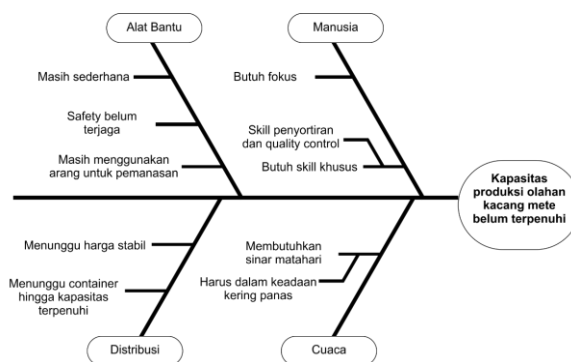 Alat Bantu
Manusia
Masih sederhana
Butuh fokus
Safety belum
terjaga
Skill penyortiran
dan quality control
Masih menggunakan
arang untuk pemanasan
Butuh skill khusus
Kapasitas
produksi olahan
kacang mete
belum terpenuhi
Menunggu harga stabil
Membutuhkan
sinar matahari
Menunggu container
hingga kapasitas
terpenuhi
Harus dalam keadaan
kering panas
Distribusi
Cuaca